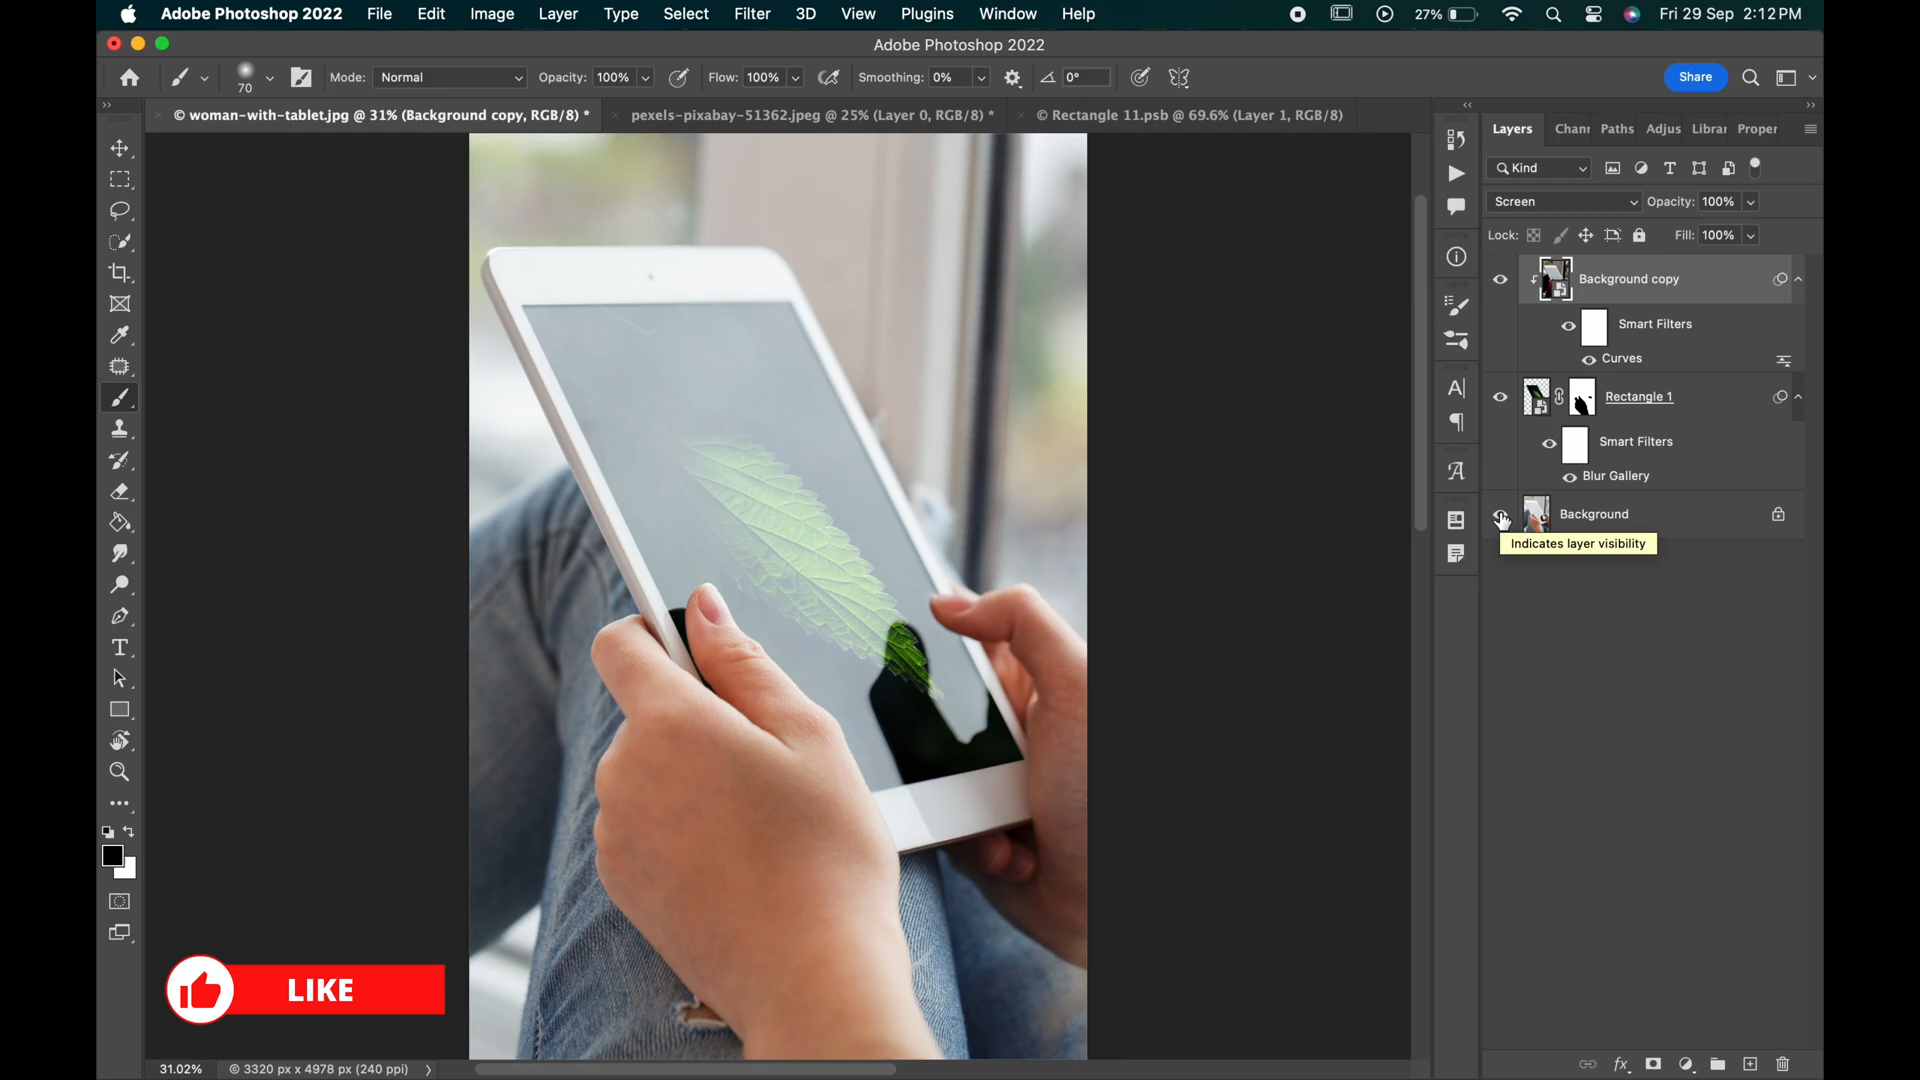 Adobe Photoshop 2022 File Edit Image Layer Type Select Filter 3D View Plugins Window Help 27% Fri 29 Sep 2:12PM
Adobe Photoshop 2022
70 Mode: Normal Opacity: 100% Flow: 100% Smoothing: 0% 0° Share
© woman-with-tablet.jpg @ 31% (Background copy, RGB/8) * pexels-pixabay-51362.jpeg @ 25% (Layer 0, RGB/8) * © Rectangle 11.psb @ 69.6% (Layer 1, RGB/8)
Layers Chann Paths Adjus Librar Proper
Kind
Screen Opacity: 100%
Lock: Fill: 100%
Background copy
Smart Filters
Curves
Rectangle 1
Smart Filters
Blur Gallery
Background
Indicates layer visibility
LIKE
31.02% © 3320 px x 4978 px (240 ppi)